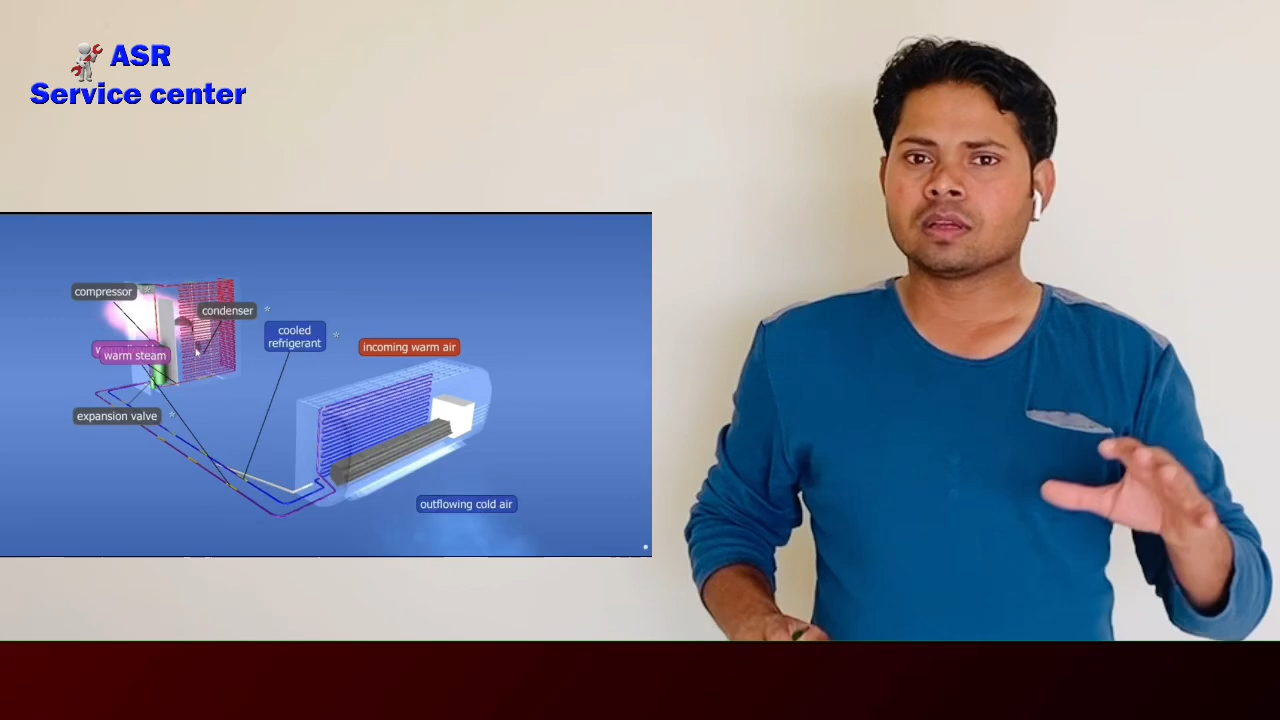 ASR
Service center
compressor
condenser
cooled
refrigerant
incoming warm air
warm steam
expansion valve
outflowing cold air